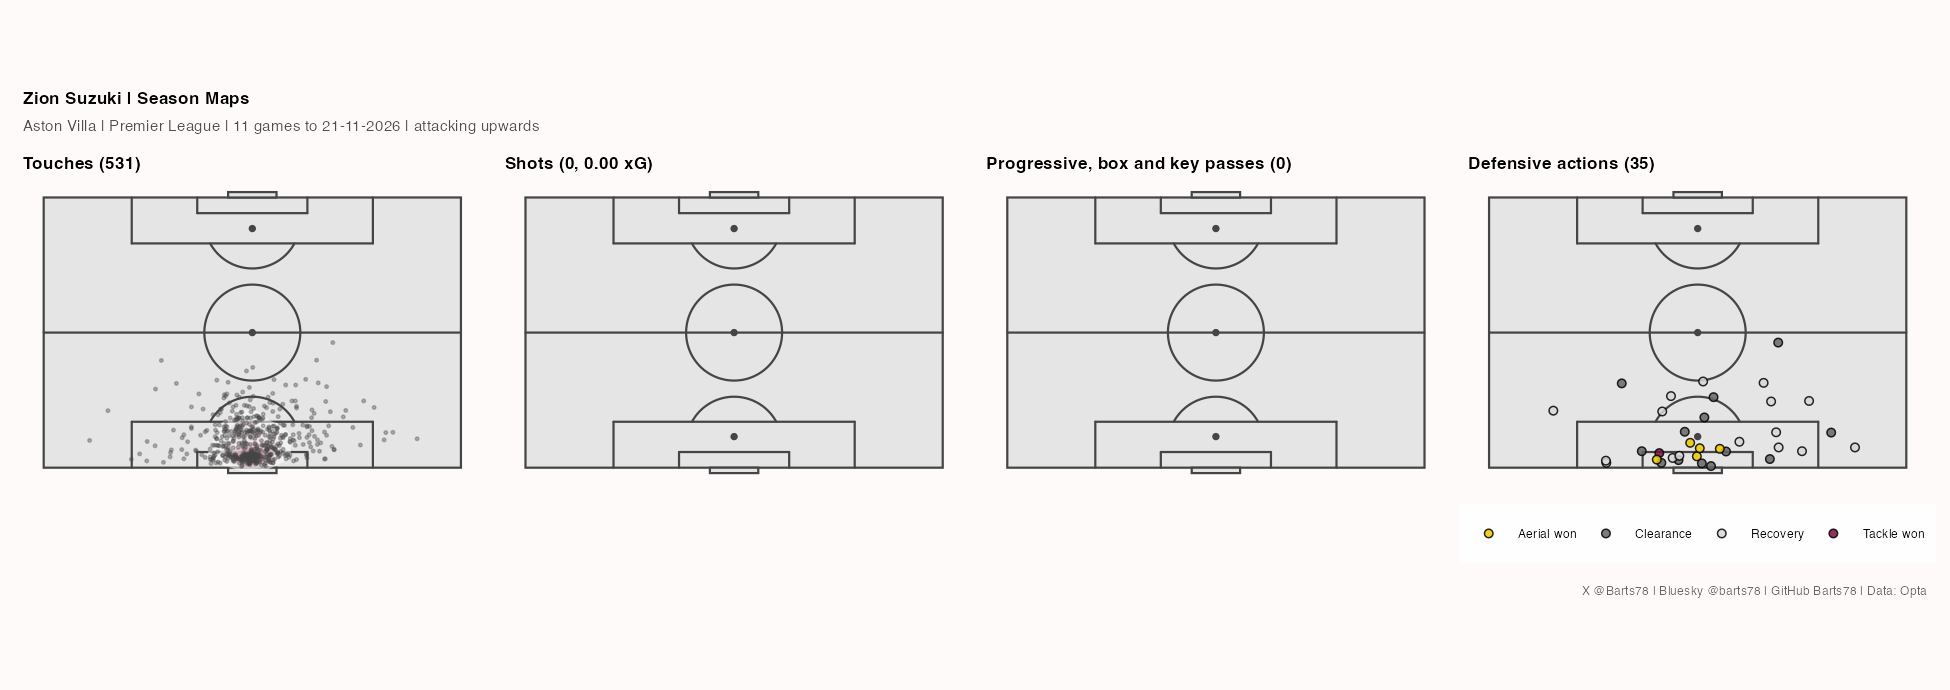 Zion Suzuki | Season Maps
Aston Villa | Premier League | 11 games to 21-11-2026 | attacking upwards
Touches (531)
Shots (0, 0.00 xG)
Progressive, box and key passes (0)
Defensive actions (35)
Aerial won
Clearance
Recovery
Tackle won
X @Barts78 | Bluesky @barts78 | GitHub Barts78 | Data: Opta